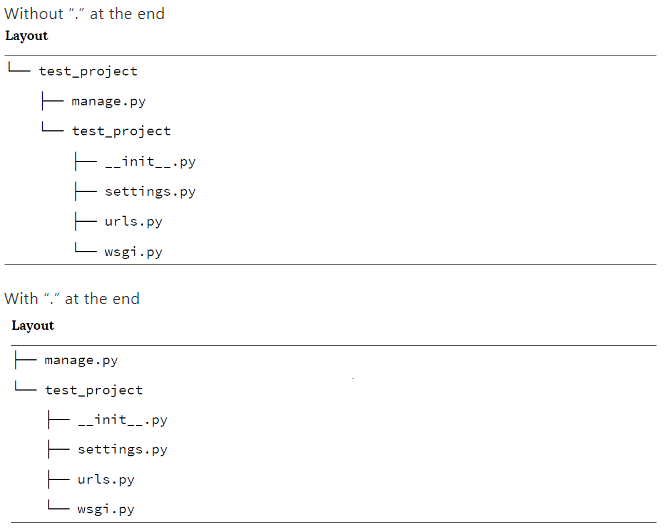 Without “.” at the end
Layout
└── test_project
├── manage.py
└── test_project
├── __init__.py
├── settings.py
├── urls.py
└── wsgi.py
With “.” at the end
Layout
├── manage.py
└── test_project
├── __init__.py
├── settings.py
├── urls.py
└── wsgi.py